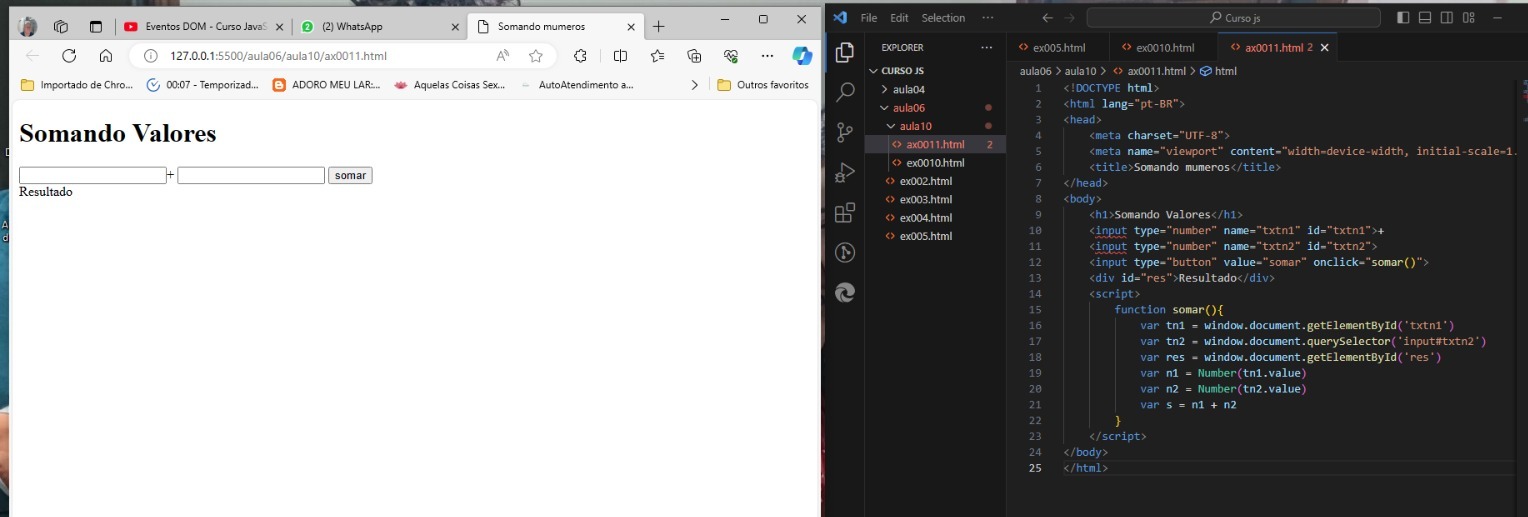 Eventos DOM - Curso JavaS
2
(2) WhatsApp
Somando mumeros
127.0.0.1:5500/aula06/aula10/ax0011.html
Importado de Chro...
00:07 - Temporizad...
ADORO MEU LAR:...
Aquelas Coisas Sex...
AutoAtendimento a...
Outros favoritos
Somando Valores
+
somar
Resultado
File Edit Selection ...
Curso js
EXPLORER
CURSO JS
aula04
aula06
aula10
ax0011.html 2
ex0010.html
ex002.html
ex003.html
ex004.html
ex005.html
ex005.html
ex0010.html
ax0011.html 2
aula06 > aula10 > ax0011.html > html
1 <!DOCTYPE html>
2 <html lang="pt-BR">
3 <head>
4 <meta charset="UTF-8">
5 <meta name="viewport" content="width=device-width, initial-scale=1.
6 <title>Somando mumeros</title>
7 </head>
8 <body>
9 <h1>Somando Valores</h1>
10 <input type="number" name="txtn1" id="txtn1">+
11 <input type="number" name="txtn2" id="txtn2">
12 <input type="button" value="somar" onclick="somar()">
13 <div id="res">Resultado</div>
14 <script>
15 function somar(){
16 var tn1 = window.document.getElementById('txtn1')
17 var tn2 = window.document.querySelector('input#txtn2')
18 var res = window.document.getElementById('res')
19 var n1 = Number(tn1.value)
20 var n2 = Number(tn2.value)
21 var s = n1 + n2
22 }
23 </script>
24 </body>
25 </html>